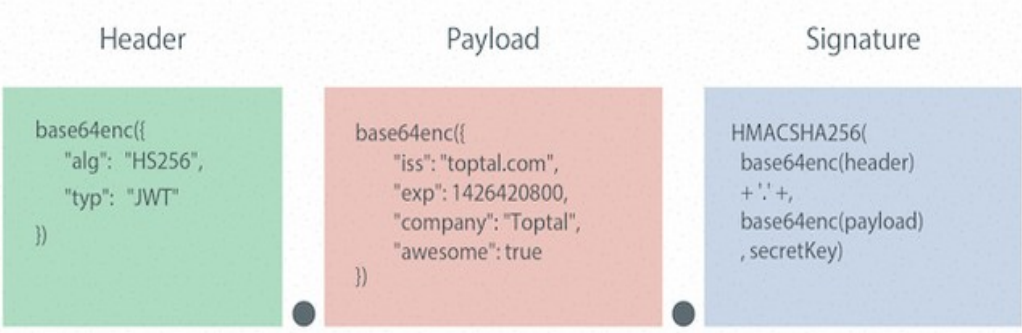 Header
base64enc({
"alg": "HS256",
"typ": "JWT"
})
Payload
base64enc({
"iss": "toptal.com",
"exp": 1426420800,
"company": "Toptal",
"awesome": true
})
Signature
HMACSHA256(
base64enc(header)
+ '.' +,
base64enc(payload)
, secretKey)